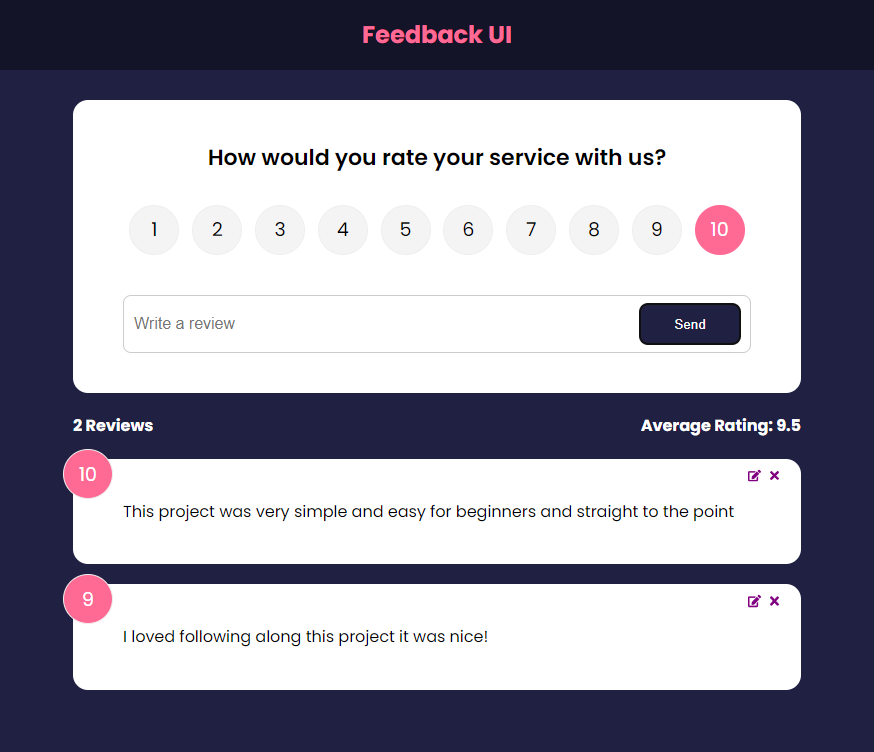 Feedback UI
How would you rate your service with us?
1 2 3 4 5 6 7 8 9 10
Write a review Send
2 Reviews Average Rating: 9.5
10
This project was very simple and easy for beginners and straight to the point
9
I loved following along this project it was nice!